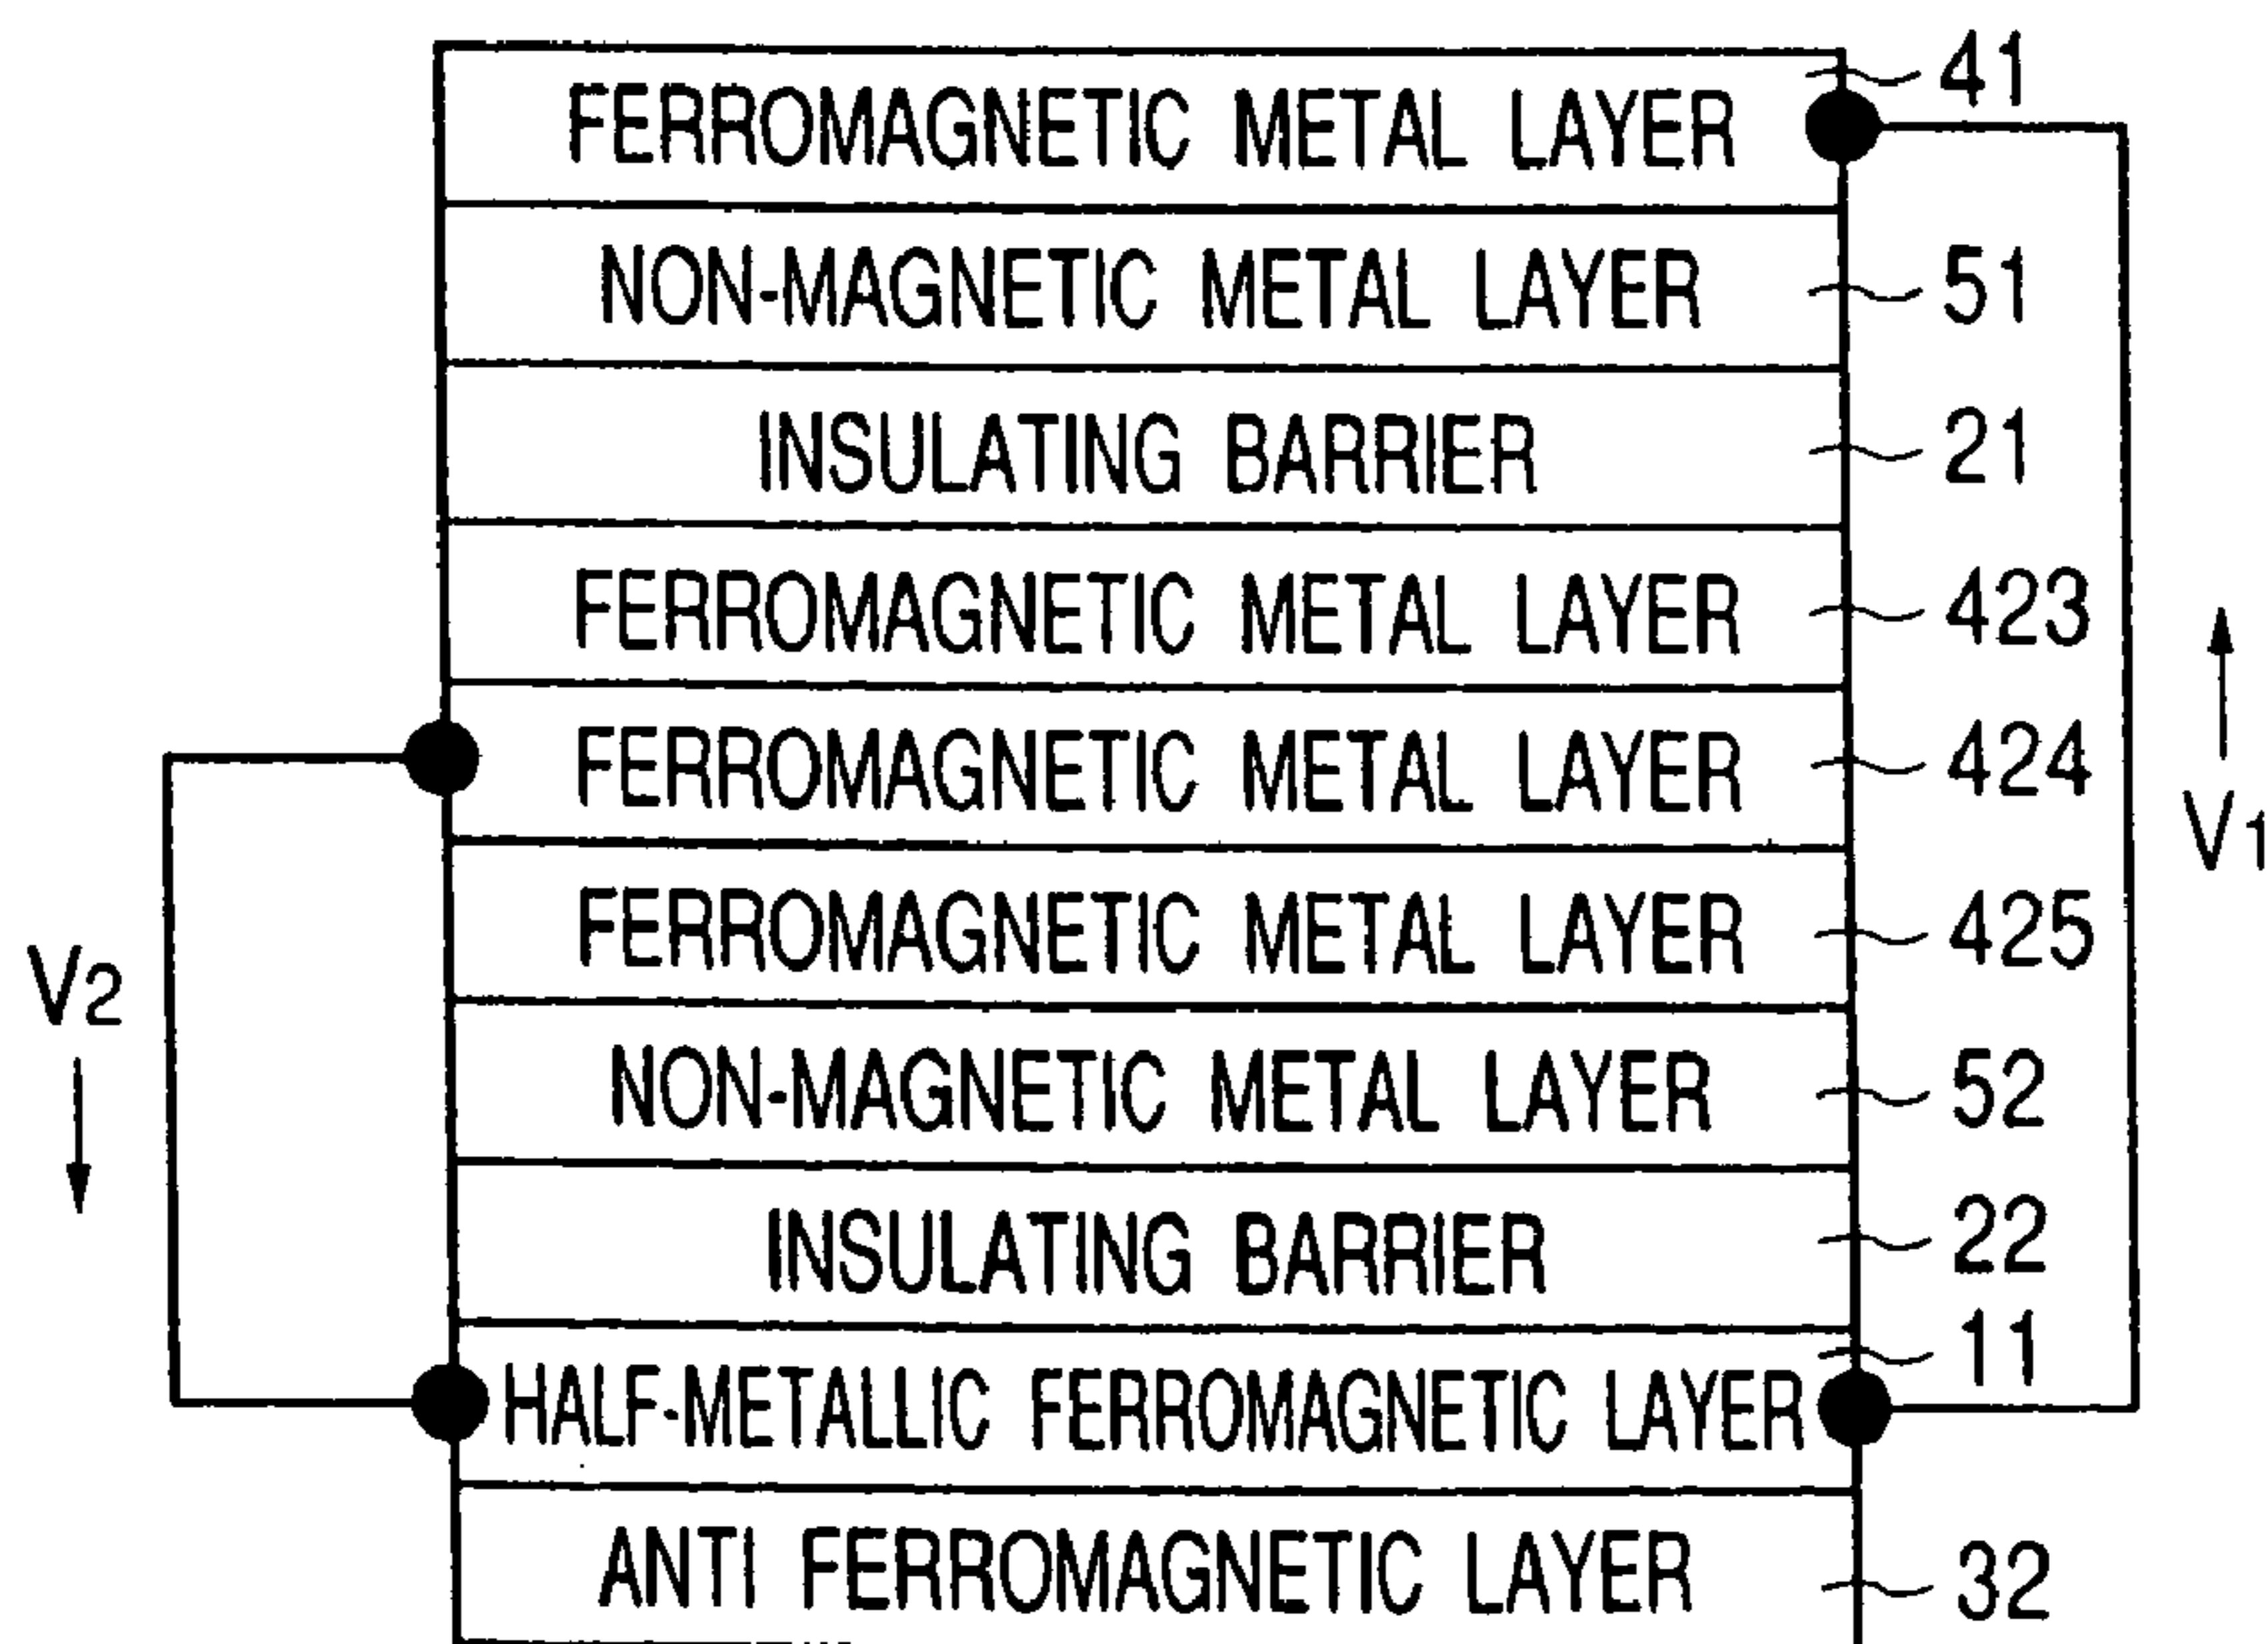 FERROMAGNETIC METAL LAYER 41
NON-MAGNETIC METAL LAYER 51
INSULATING BARRIER 21
FERROMAGNETIC METAL LAYER 423
FERROMAGNETIC METAL LAYER 424
V1
FERROMAGNETIC METAL LAYER 425
V2
NON-MAGNETIC METAL LAYER 52
INSULATING BARRIER 22
HALF-METALLIC FERROMAGNETIC LAYER 11
ANTI FERROMAGNETIC LAYER 32